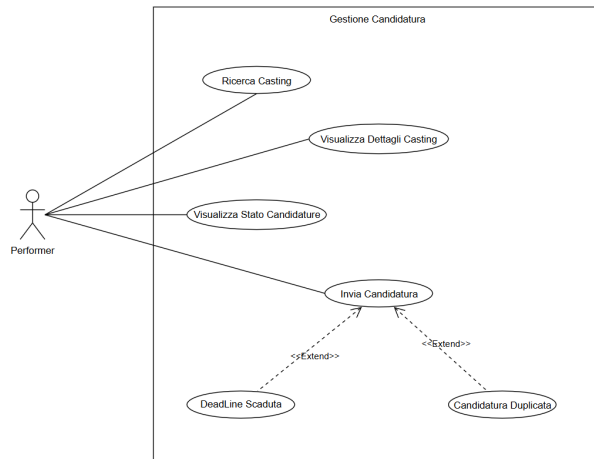 Gestione Candidatura
Ricerca Casting
Visualizza Dettagli Casting
Visualizza Stato Candidature
Performer
Invia Candidatura
<<Extend>>
<<Extend>>
DeadLine Scaduta
Candidatura Duplicata